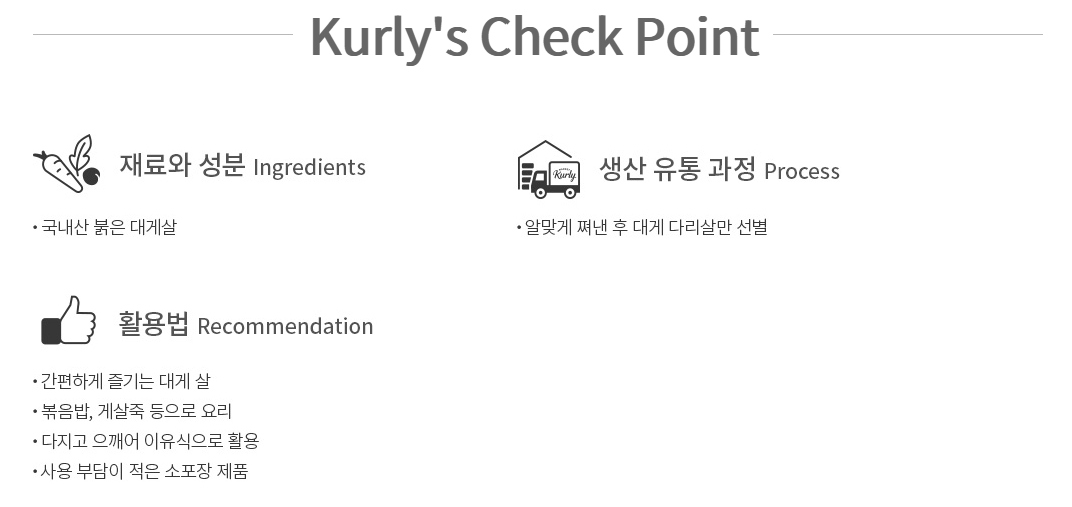 Kurly's Check Point
재료와 성분 Ingredients
• 국내산 붉은 대게살
Kurly
생산 유통 과정 Process
• 알맞게 쪄낸 후 대게 다리살만 선별
활용법 Recommendation
• 간편하게 즐기는 대게 살
• 볶음밥, 게살죽 등으로 요리
• 다지고 으깨어 이유식으로 활용
• 사용 부담이 적은 소포장 제품